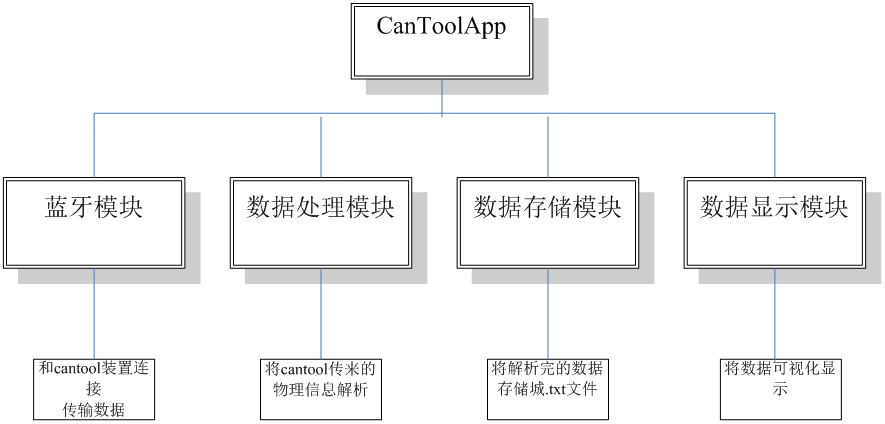 CanToolApp
蓝牙模块
数据处理模块
数据存储模块
数据显示模块
和cantool装置连
接
传输数据
将cantool传来的
物理信息解析
将解析完的数据
存储城.txt文件
将数据可视化显
示